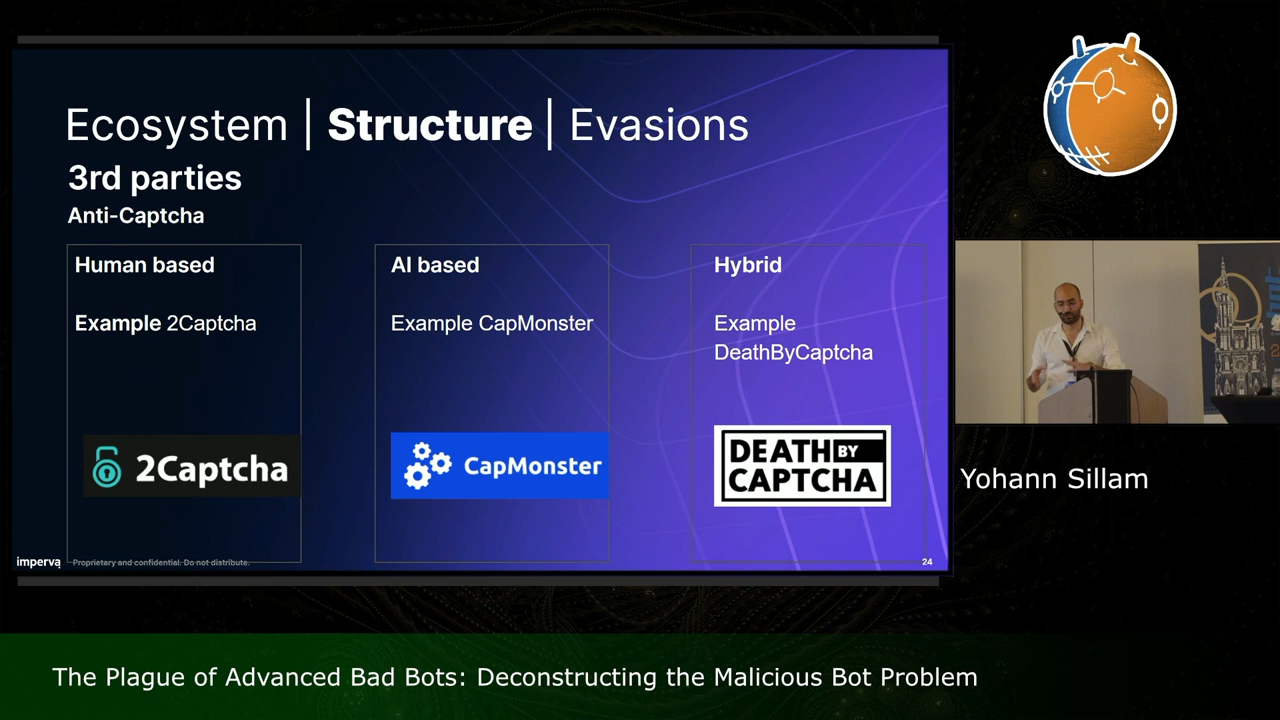 Ecosystem | Structure | Evasions
3rd parties
Anti-Captcha
Human based
Example 2Captcha
2Captcha
AI based
Example CapMonster
CapMonster
Hybrid
Example
DeathByCaptcha
DEATH BY
CAPTCHA
imperva
Proprietary and confidential. Do not distribute.
24
Yohann Sillam
The Plague of Advanced Bad Bots: Deconstructing the Malicious Bot Problem